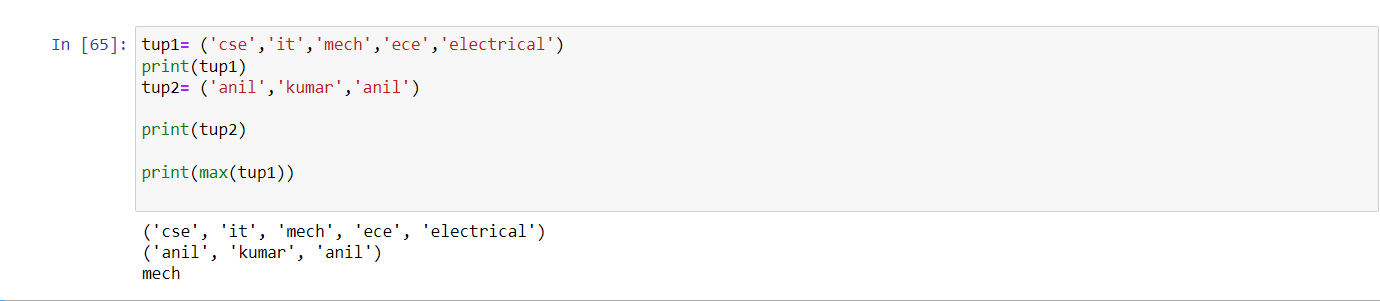 In [65]: tup1= ('cse','it','mech','ece','electrical')
print(tup1)
tup2= ('anil','kumar','anil')
print(tup2)
print(max(tup1))
('cse', 'it', 'mech', 'ece', 'electrical')
('anil', 'kumar', 'anil')
mech